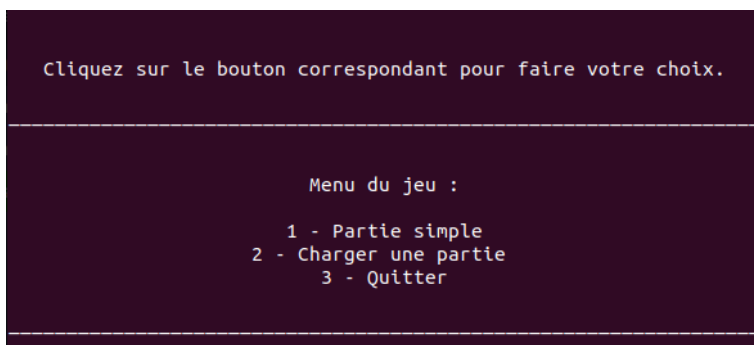 Cliquez sur le bouton correspondant pour faire votre choix.
Menu du jeu :
1 - Partie simple
2 - Charger une partie
3 - Quitter